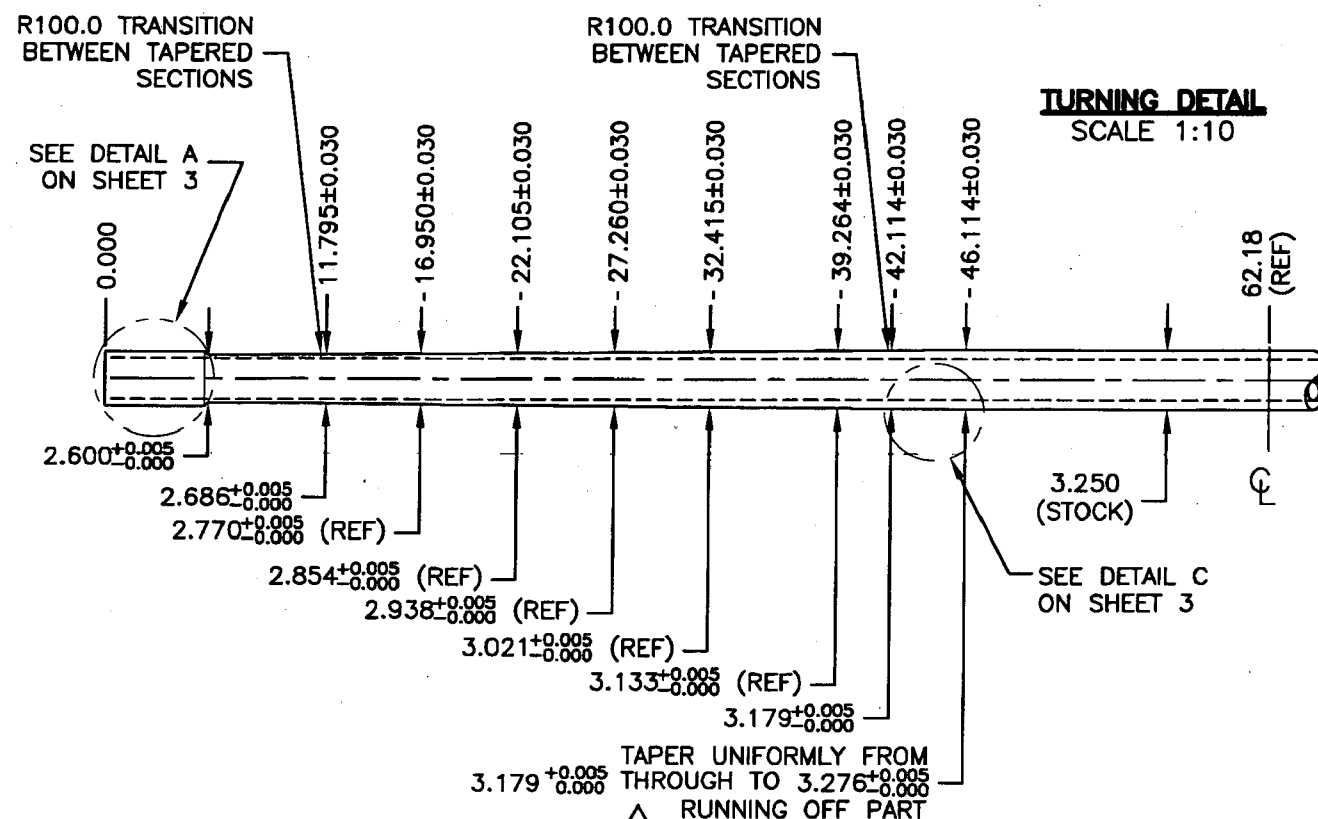 R100.0 TRANSITION
BETWEEN TAPERED
SECTIONS
R100.0 TRANSITION
BETWEEN TAPERED
SECTIONS
TURNING DETAIL
SCALE 1:10
SEE DETAIL A
ON SHEET 3
0.000
11.795±0.030
16.950±0.030
22.105±0.030
27.260±0.030
32.415±0.030
39.264±0.030
42.114±0.030
46.114±0.030
62.18
(REF)
2.600+0.005
-0.000
2.686+0.005
-0.000
2.770+0.005
-0.000 (REF)
2.854+0.005
-0.000 (REF)
2.938+0.005
-0.000 (REF)
3.021+0.005
-0.000 (REF)
3.133+0.005
-0.000 (REF)
3.179+0.005
-0.000
3.250
(STOCK)
℄
SEE DETAIL C
ON SHEET 3
TAPER UNIFORMLY FROM
3.179 +0.005
0.000 THROUGH TO 3.276+0.005
-0.000
RUNNING OFF PART